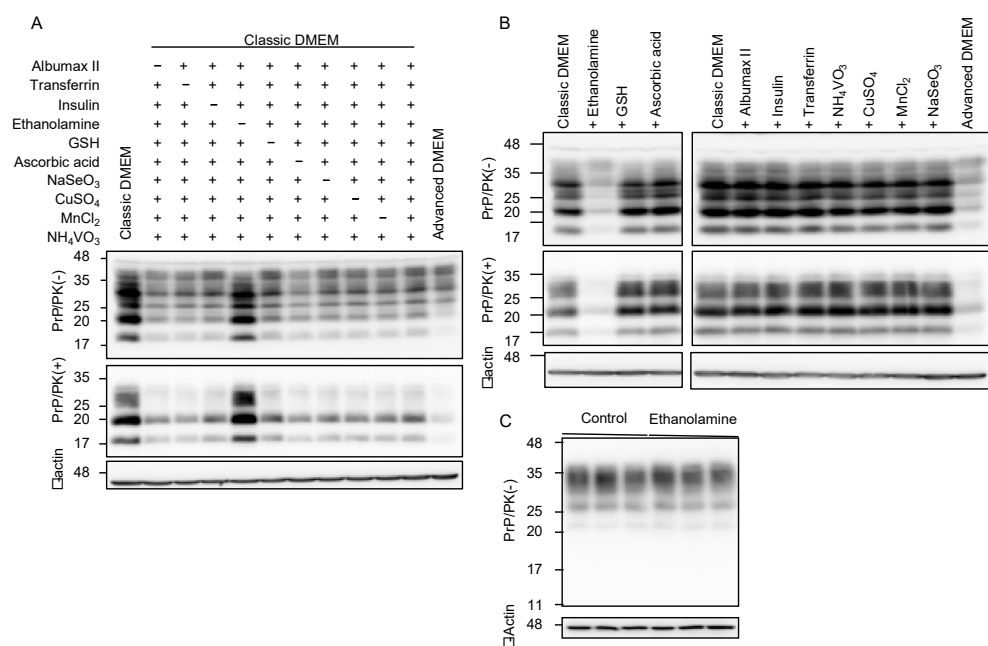 A
Classic DMEM
Albumax II – + + + + + + + + +
Transferrin + – + + + + + + + +
Insulin + + – + + + + + + +
Ethanolamine + + + – + + + + + +
GSH + + + + – + + + + +
Ascorbic acid + + + + + – + + + +
NaSeO3 + + + + + + – + + +
CuSO4 + + + + + + + – + +
MnCl2 + + + + + + + + – +
NH4VO3 + + + + + + + + + +
Classic DMEM
Advanced DMEM
PrP/PK(-)
48
35
25
20
17
PrP/PK(+)
35
25
20
17
□actin
48
B
Classic DMEM
+ Ethanolamine
+ GSH
+ Ascorbic acid
Classic DMEM
+ Albumax II
+ Insulin
+ Transferrin
+ NH4VO3
+ CuSO4
+ MnCl2
+ NaSeO3
Advanced DMEM
PrP/PK(-)
48
35
25
20
17
PrP/PK(+)
35
25
20
17
□actin
48
C
Control Ethanolamine
PrP/PK(-)
48
35
25
20
17
11
□Actin
48